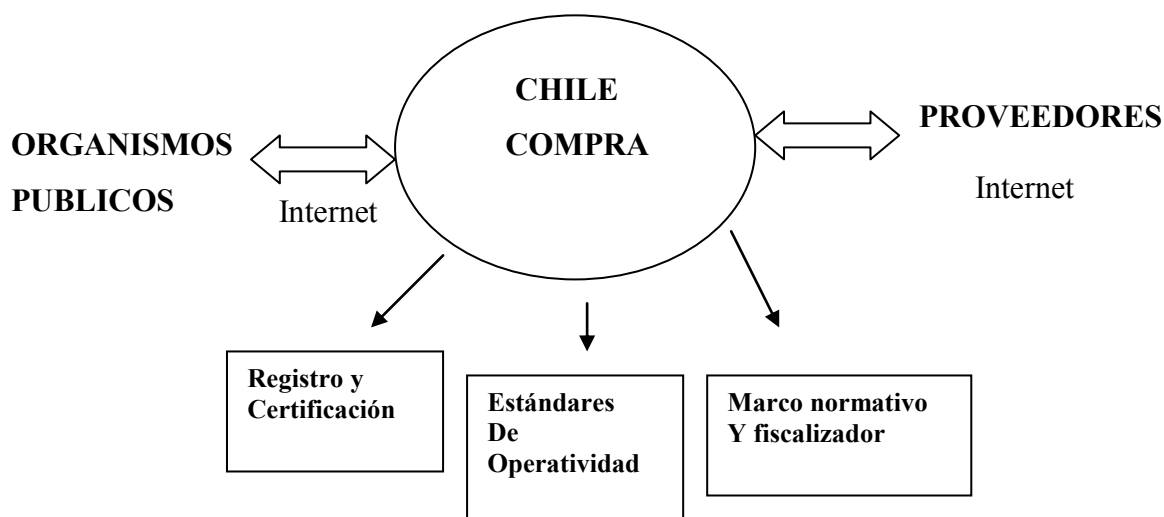 CHILE
COMPRA
ORGANISMOS
PUBLICOS
Internet
PROVEEDORES
Internet
Registro y
Certificación
Estándares
De
Operatividad
Marco normativo
Y fiscalizador